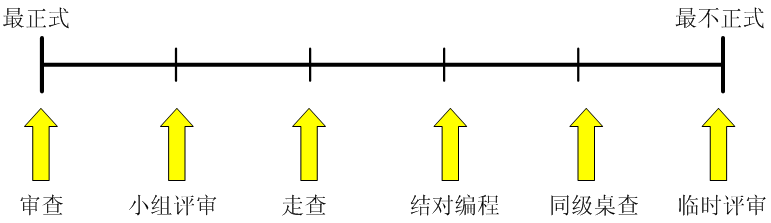 最正式
最不正式
审查
小组评审
走查
结对编程
同级桌查
临时评审